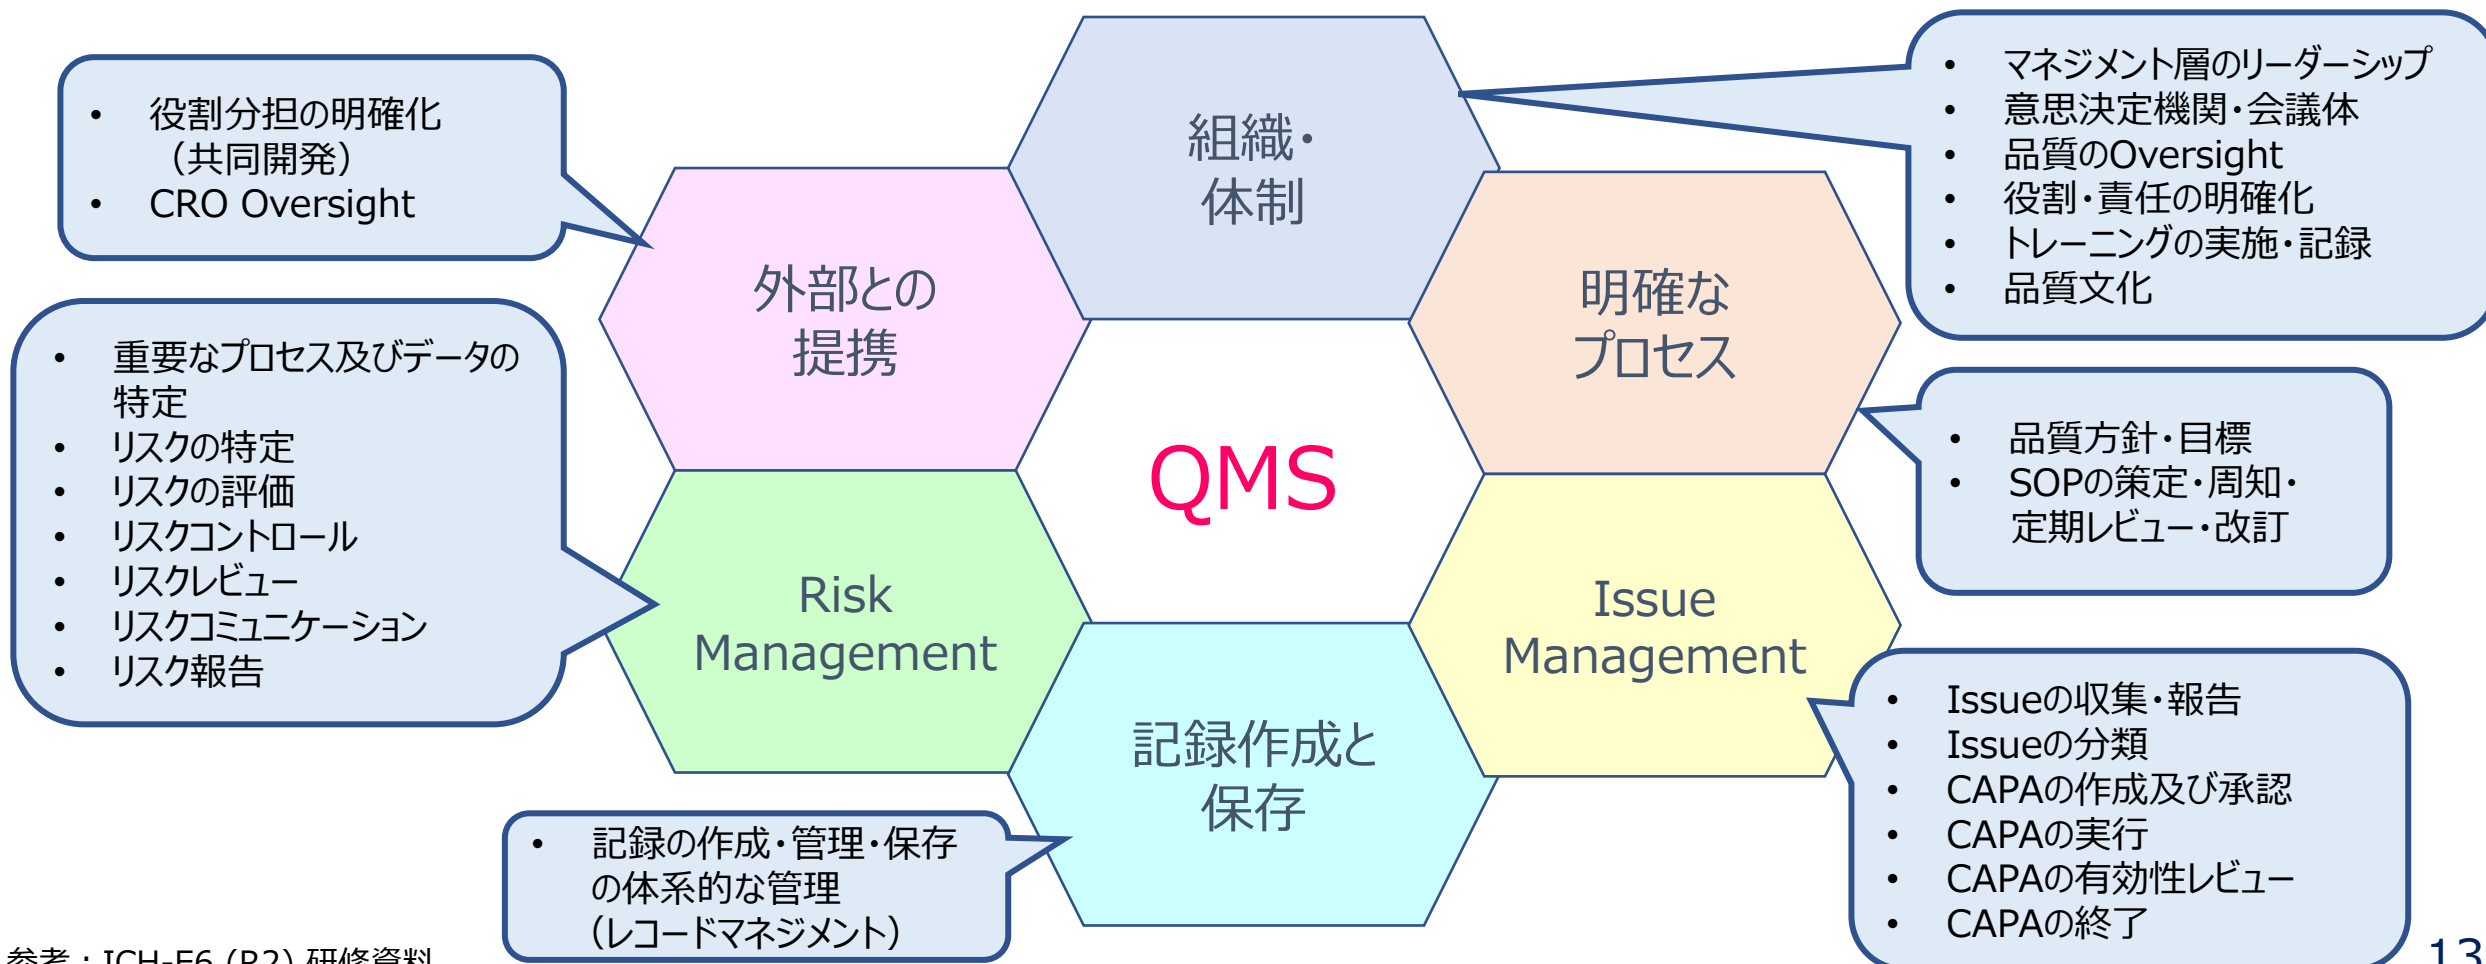 組織・
体制
• マネジメント層のリーダーシップ
• 意思決定機関・会議体
• 品質のOversight
• 役割・責任の明確化
• トレーニングの実施・記録
• 品質文化
• 役割分担の明確化
（共同開発）
• CRO Oversight
外部との
提携
明確な
プロセス
• 品質方針・目標
• SOPの策定・周知・
定期レビュー・改訂
• 重要なプロセス及びデータの
特定
• リスクの特定
• リスクの評価
• リスクコントロール
• リスクレビュー
• リスクコミュニケーション
• リスク報告
QMS
Risk
Management
Issue
Management
• Issueの収集・報告
• Issueの分類
• CAPAの作成及び承認
• CAPAの実行
• CAPAの有効性レビュー
• CAPAの終了
記録作成と
保存
• 記録の作成・管理・保存
の体系的な管理
（レコードマネジメント）
参考：ICH-E6 (R2) 研修資料
13